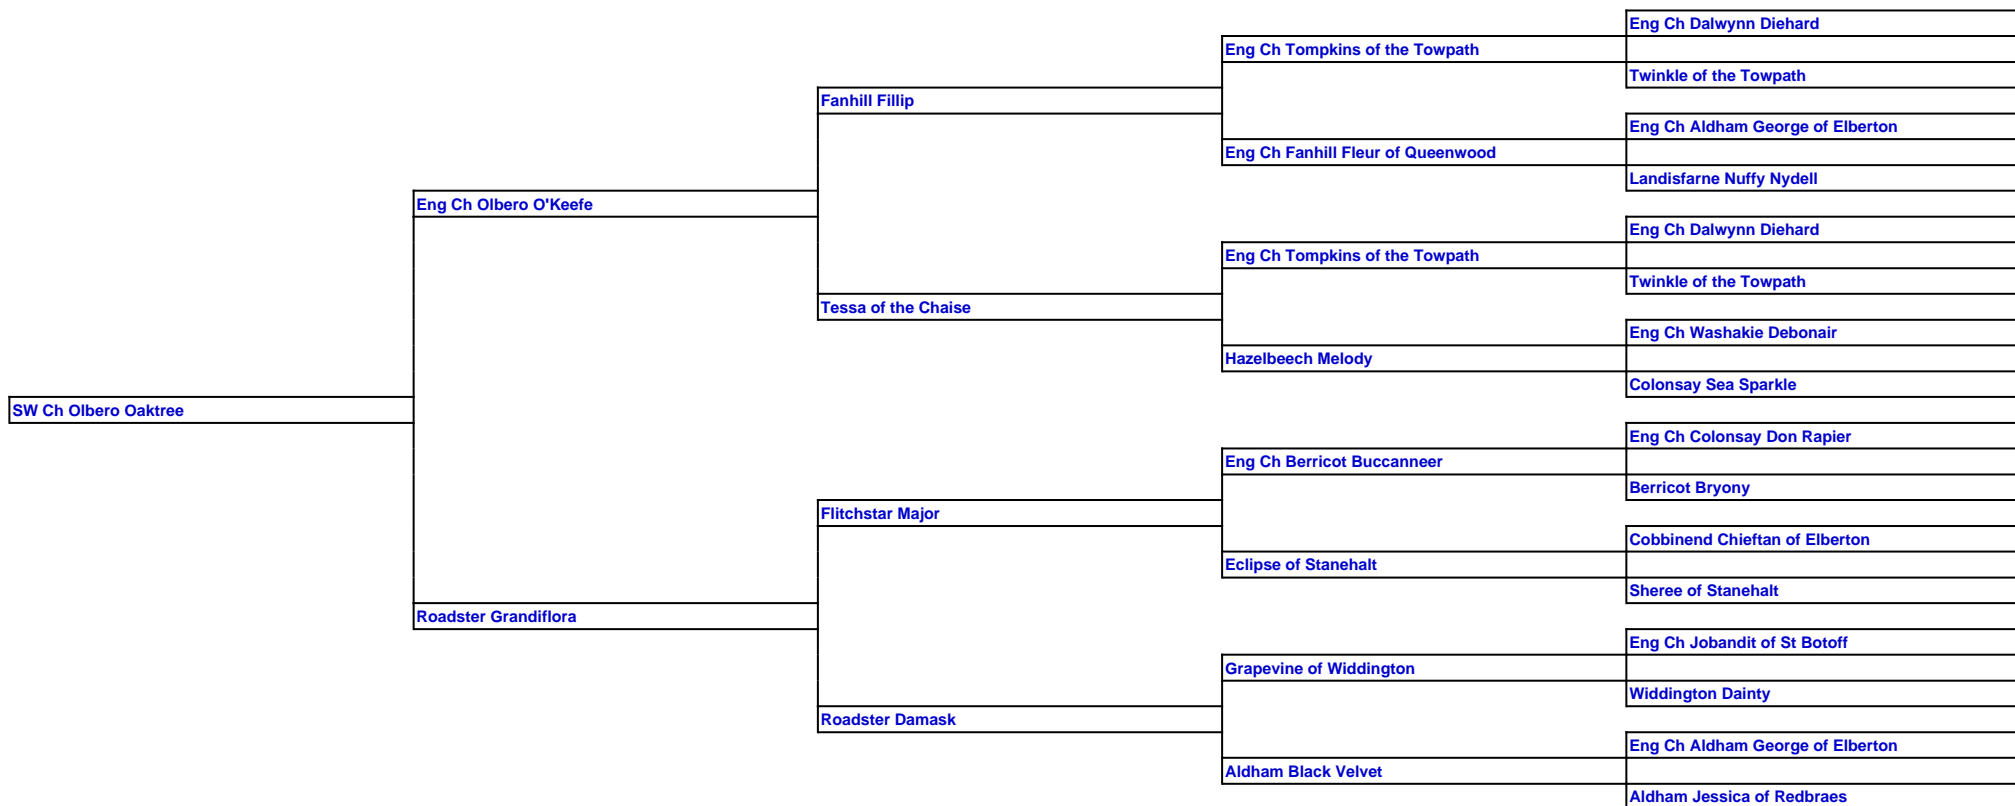 Eng Ch Dalwynn Diehard
Eng Ch Tompkins of the Towpath
Twinkle of the Towpath
Fanhill Fillip
Eng Ch Aldham George of Elberton
Eng Ch Fanhill Fleur of Queenwood
Landisfarne Nuffy Nydell
Eng Ch Olbero O'Keefe
Eng Ch Dalwynn Diehard
Eng Ch Tompkins of the Towpath
Twinkle of the Towpath
Tessa of the Chaise
Eng Ch Washakie Debonair
Hazelbeech Melody
Colonsay Sea Sparkle
SW Ch Olbero Oaktree
Eng Ch Colonsay Don Rapier
Eng Ch Berricot Buccanneer
Berricot Bryony
Flitchstar Major
Cobbinend Chieftan of Elberton
Eclipse of Stanehalt
Sheree of Stanehalt
Roadster Grandiflora
Eng Ch Jobandit of St Botoff
Grapevine of Widdington
Widdington Dainty
Roadster Damask
Eng Ch Aldham George of Elberton
Aldham Black Velvet
Aldham Jessica of Redbraes